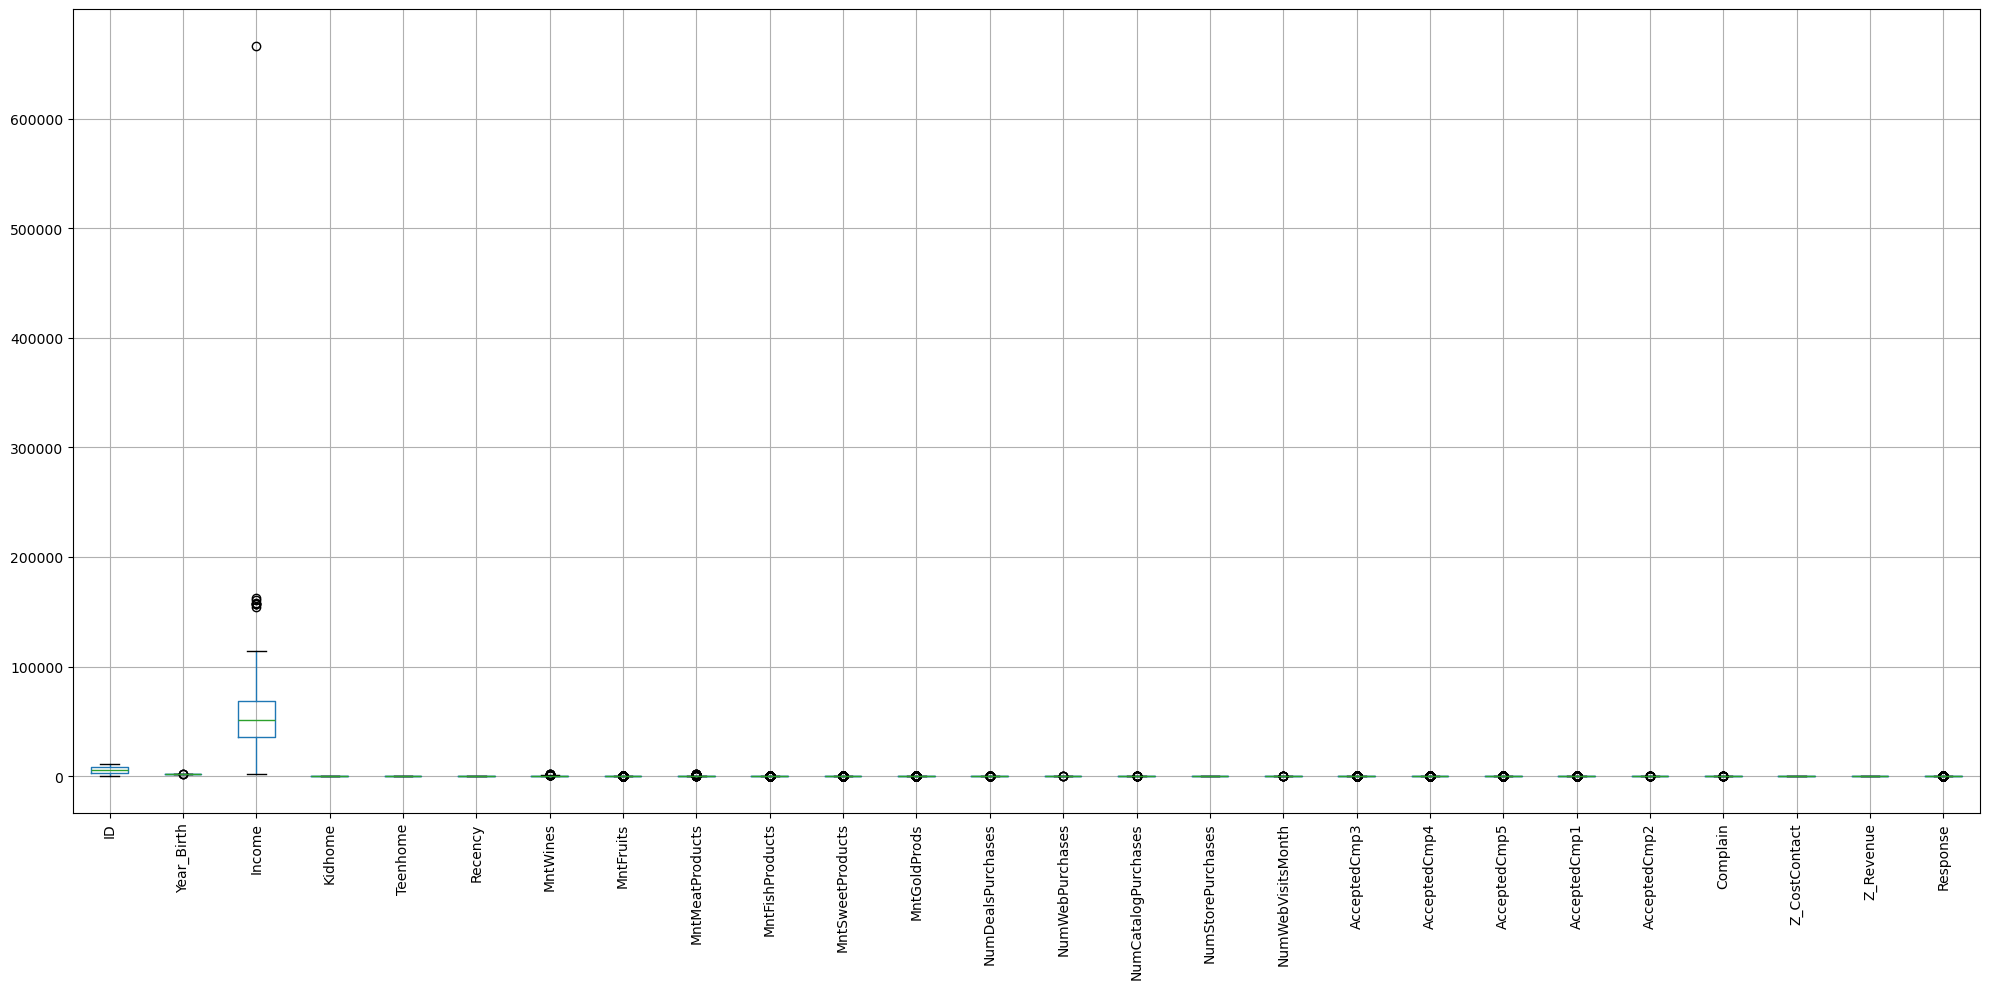 600000
500000
400000
300000
200000
100000
0
ID
Year_Birth
Income
Kidhome
Teenhome
Recency
MntWines
MntFruits
MntMeatProducts
MntFishProducts
MntSweetProducts
MntGoldProds
NumDealsPurchases
NumWebPurchases
NumCatalogPurchases
NumStorePurchases
NumWebVisitsMonth
AcceptedCmp3
AcceptedCmp4
AcceptedCmp5
AcceptedCmp1
AcceptedCmp2
Complain
Z_CostContact
Z_Revenue
Response